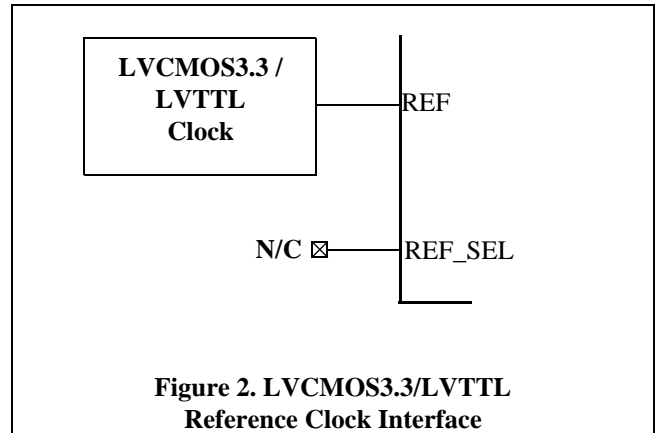 LVCMOS3.3 /
LVTTL
Clock
REF
N/C
REF_SEL
Figure 2. LVCMOS3.3/LVTTL
Reference Clock Interface